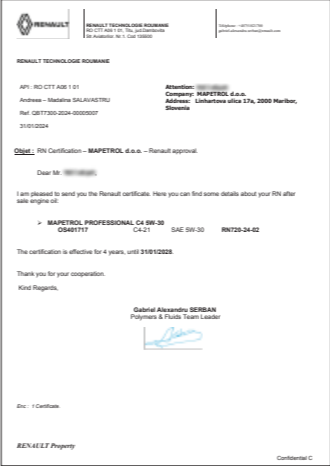 RENAULT
RENAULT TECHNOLOGIE ROUMANIE
RENAULT TECHNOLOGIE ROUMANIE
API : RO CTT A08 1 01
Andreea – Madalina SALAVASTRU
Ref. QBT7300-2024-00005007
31/01/2024
Attention:
Company: MAPETROL d.o.o.
Address: Linhartova ulica 17a, 2000 Maribor,
Slovenia
Objet : RN Certification – MAPETROL d.o.o. – Renault approval.
Dear Mr.
I am pleased to send you the Renault certificate. Here you can find some details about your RN after
sale engine oil:
➢ MAPETROL PROFESSIONAL C4 5W-30
OS401717 C4-21 SAE 5W-30 RN720-24-02
The certification is effective for 4 years, until 31/01/2028.
Thank you for your cooperation.
Kind Regards,
Gabriel Alexandru SERBAN
Polymers & Fluids Team Leader
Enc : 1 Certificate.
RENAULT Property
Confidential C